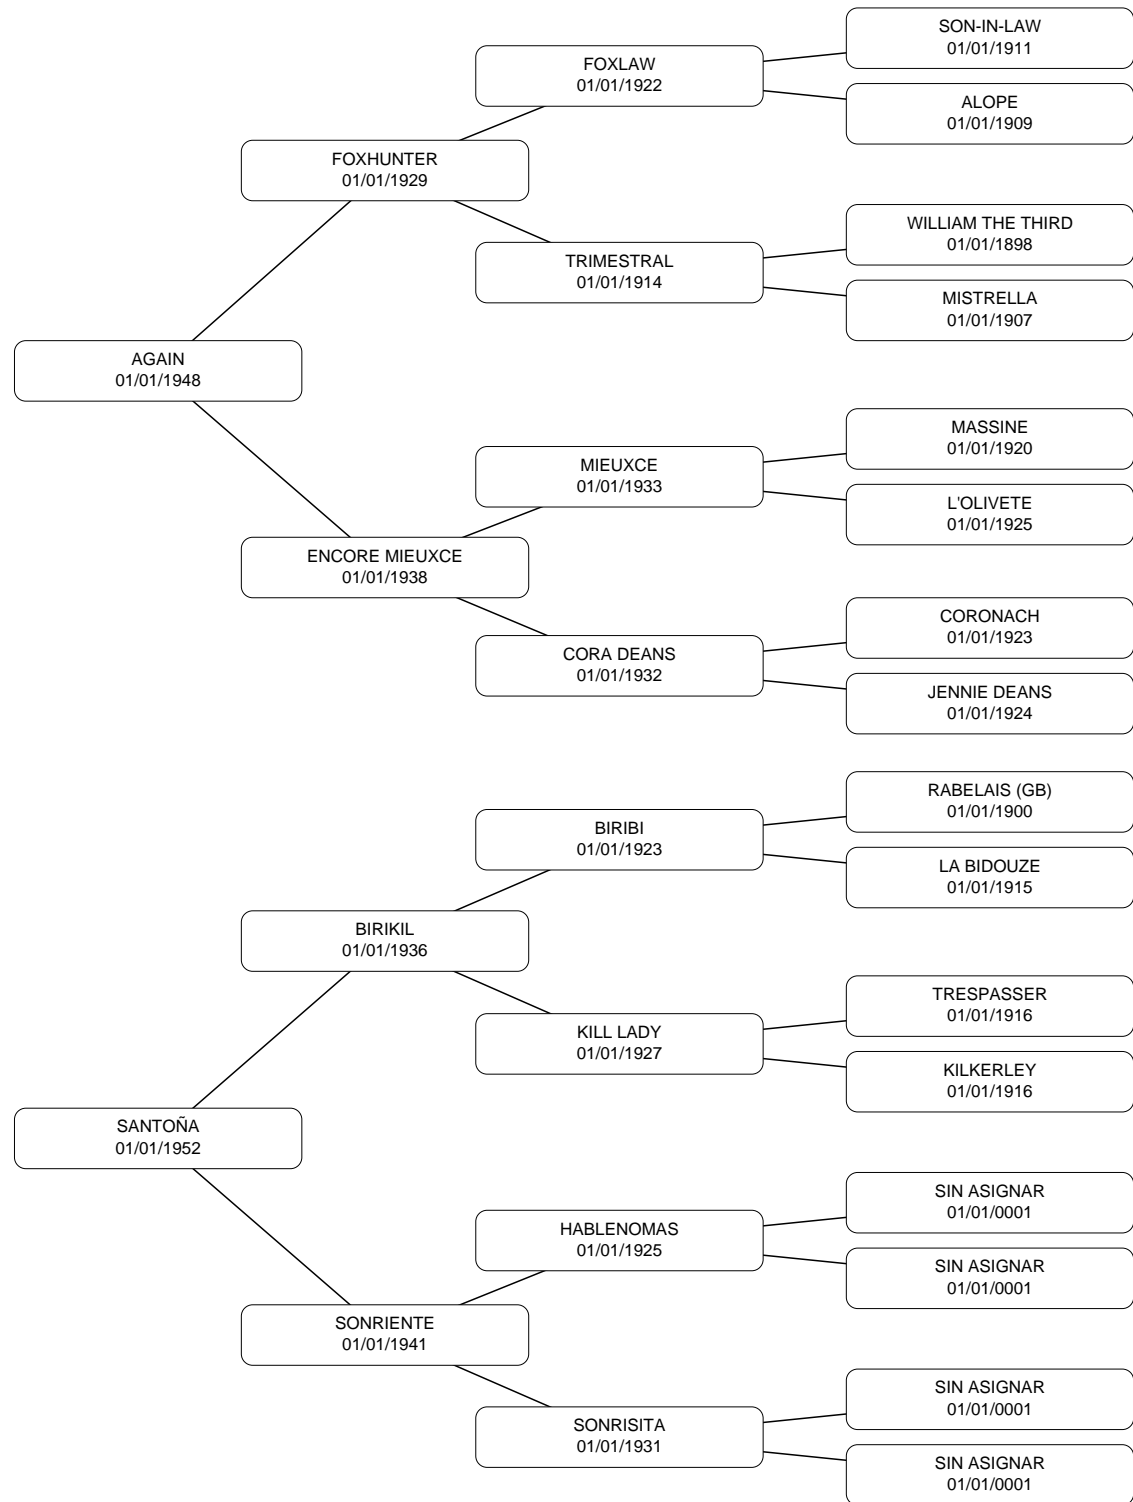 SON-IN-LAW
01/01/1911
FOXLAW
01/01/1922
ALOPE
01/01/1909
FOXHUNTER
01/01/1929
WILLIAM THE THIRD
01/01/1898
TRIMESTRAL
01/01/1914
MISTRELLA
01/01/1907
AGAIN
01/01/1948
MASSINE
01/01/1920
MIEUXCE
01/01/1933
L'OLIVETE
01/01/1925
ENCORE MIEUXCE
01/01/1938
CORONACH
01/01/1923
CORA DEANS
01/01/1932
JENNIE DEANS
01/01/1924
RABELAIS (GB)
01/01/1900
BIRIBI
01/01/1923
LA BIDOUZE
01/01/1915
BIRIKIL
01/01/1936
TRESPASSER
01/01/1916
KILL LADY
01/01/1927
KILKERLEY
01/01/1916
SANTOÑA
01/01/1952
SIN ASIGNAR
01/01/0001
HABLENOMAS
01/01/1925
SIN ASIGNAR
01/01/0001
SONRIENTE
01/01/1941
SIN ASIGNAR
01/01/0001
SONRISITA
01/01/1931
SIN ASIGNAR
01/01/0001